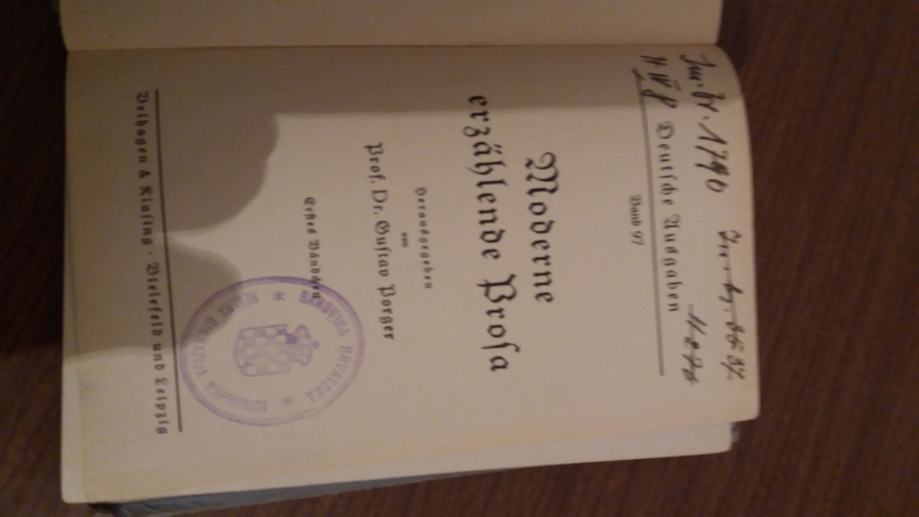 Inv. br. 1740
Deutsche Ausgaben
Band 97
Moderne
erzählende Prosa
Herausgegeben
von
Prof. Dr. Gustav Porger
Erstes Bändchen
Velhagen & Klasing · Bielefeld und Leipzig
HRVATSKA